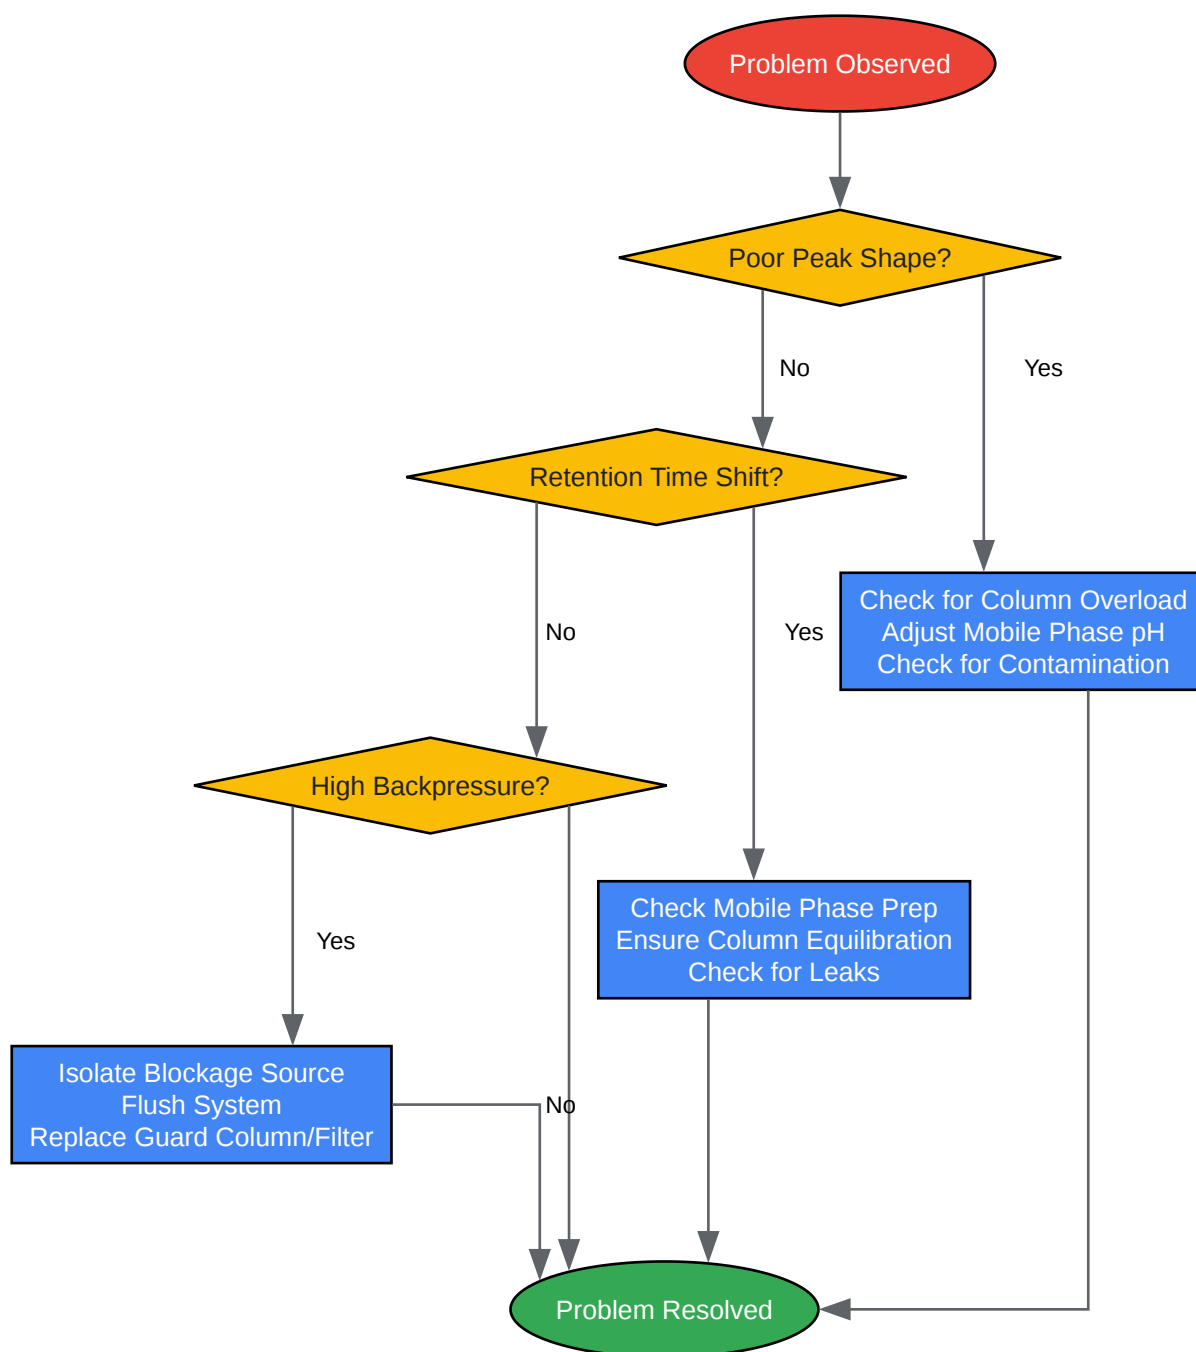 Problem Observed
Poor Peak Shape?
No
Yes
Retention Time Shift?
Check for Column Overload
Adjust Mobile Phase pH
Check for Contamination
No
Yes
High Backpressure?
Check Mobile Phase Prep
Ensure Column Equilibration
Check for Leaks
Yes
Isolate Blockage Source
Flush System
Replace Guard Column/Filter
No
Problem Resolved